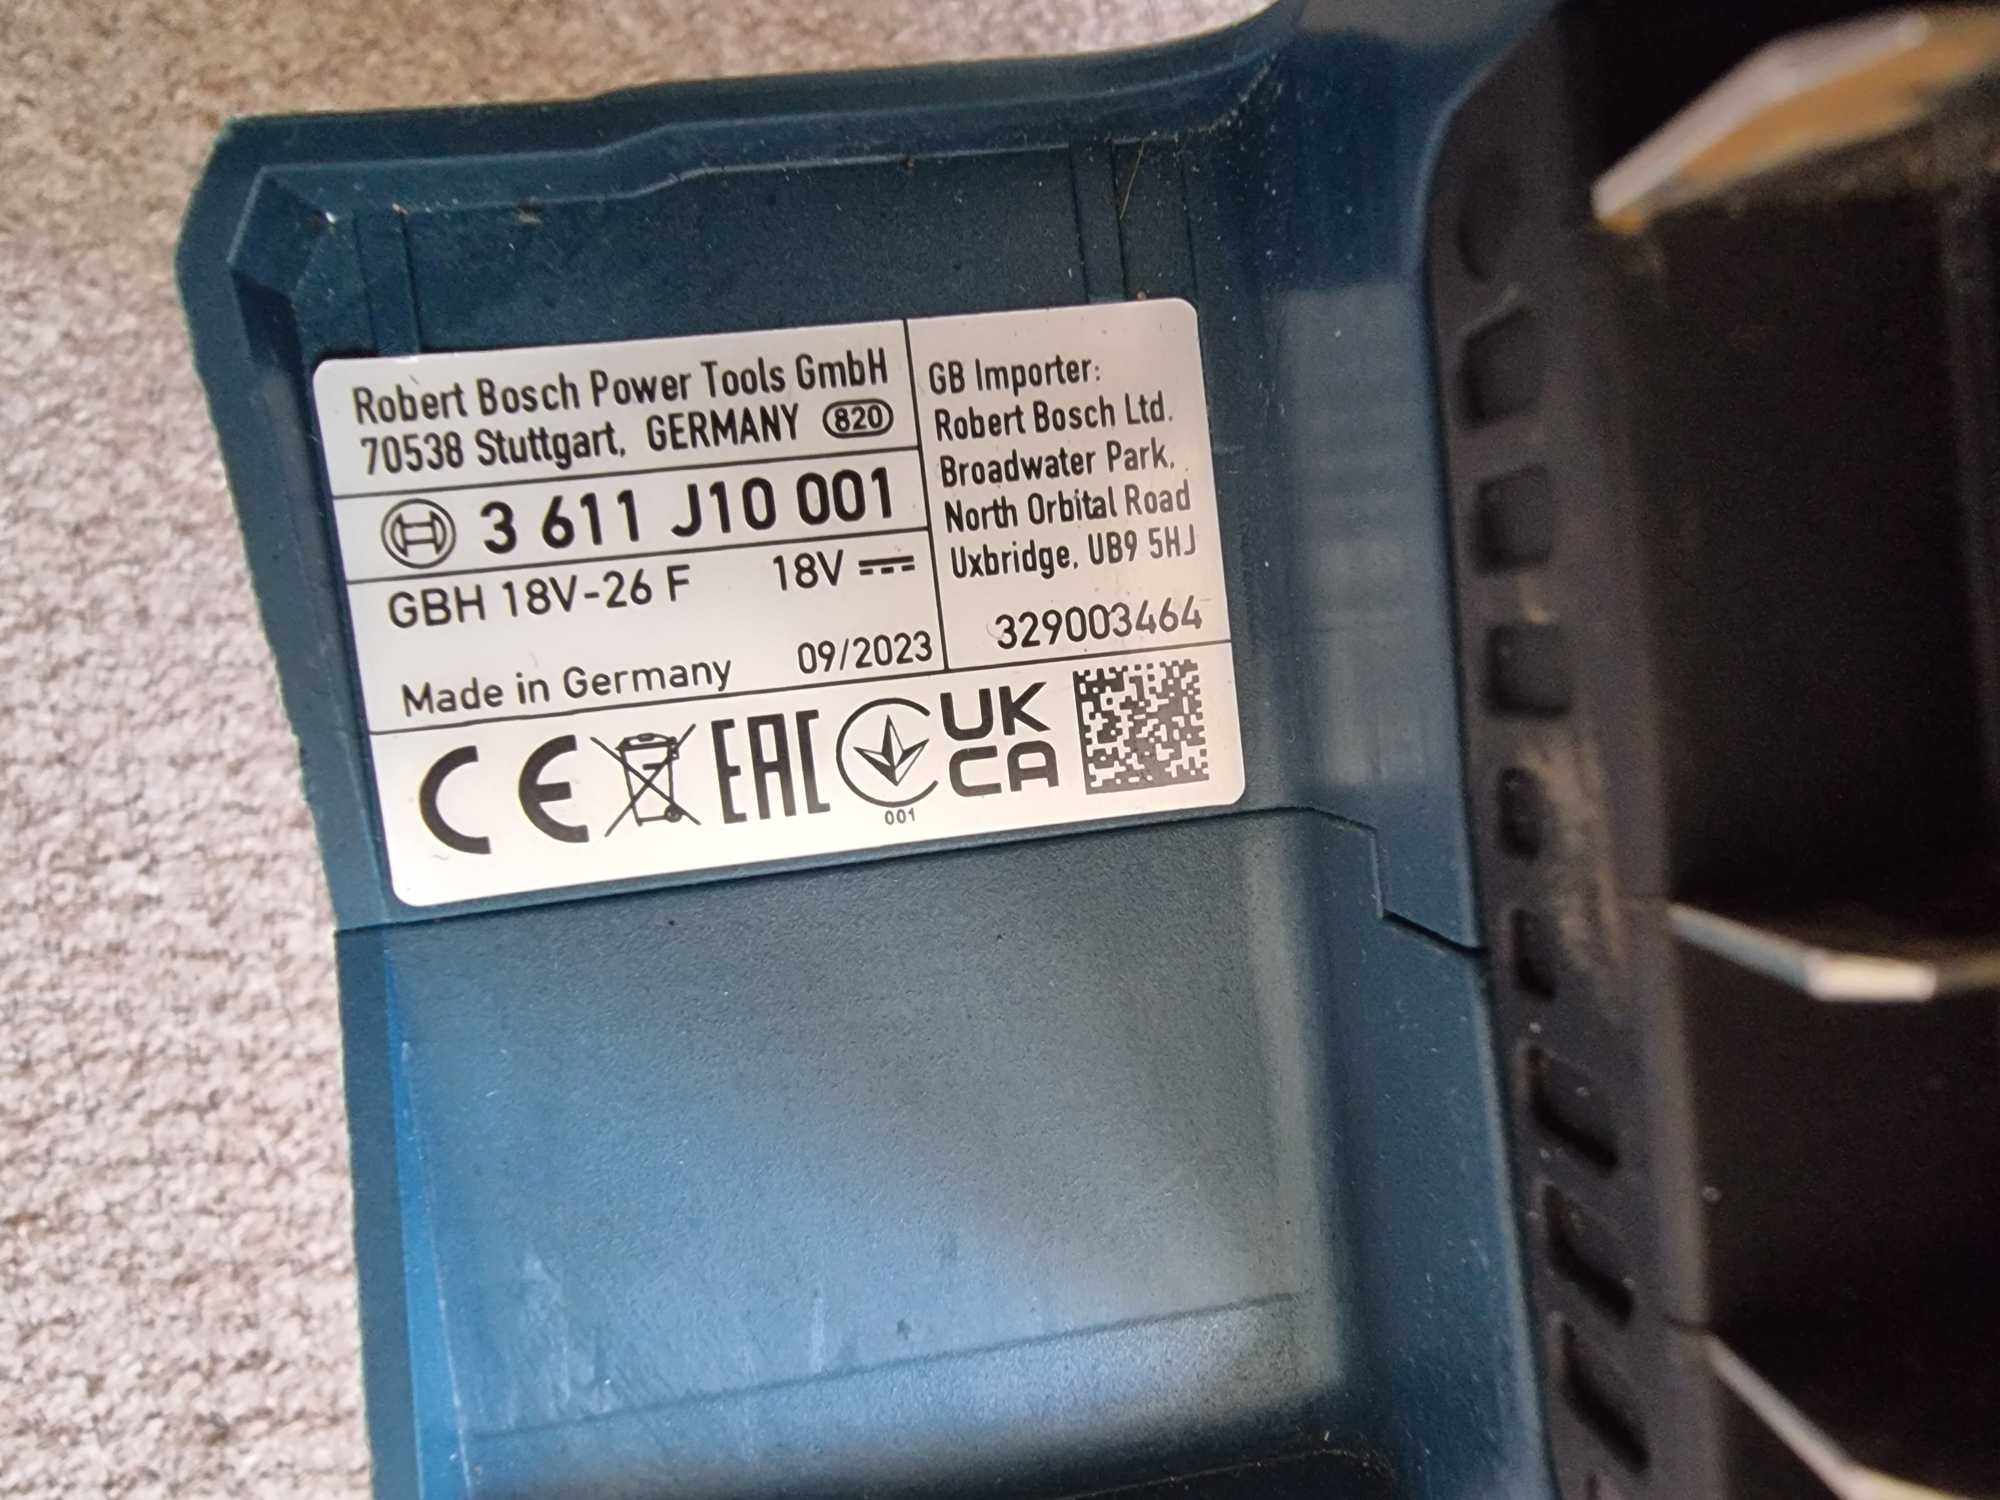 Robert Bosch Power Tools GmbH
70538 Stuttgart, GERMANY 820
3 611 J10 001
GBH 18V-26 F 18V
Made in Germany 09/2023
GB Importer:
Robert Bosch Ltd.
Broadwater Park,
North Orbital Road
Uxbridge, UB9 5HJ
329003464
CE EAC UK
CA
001